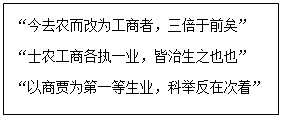 “今去农而改为工商者，三倍于前矣”
“士农工商各执一业，皆治生之也也”
“以商贾为第一等生业，科举反在次着”